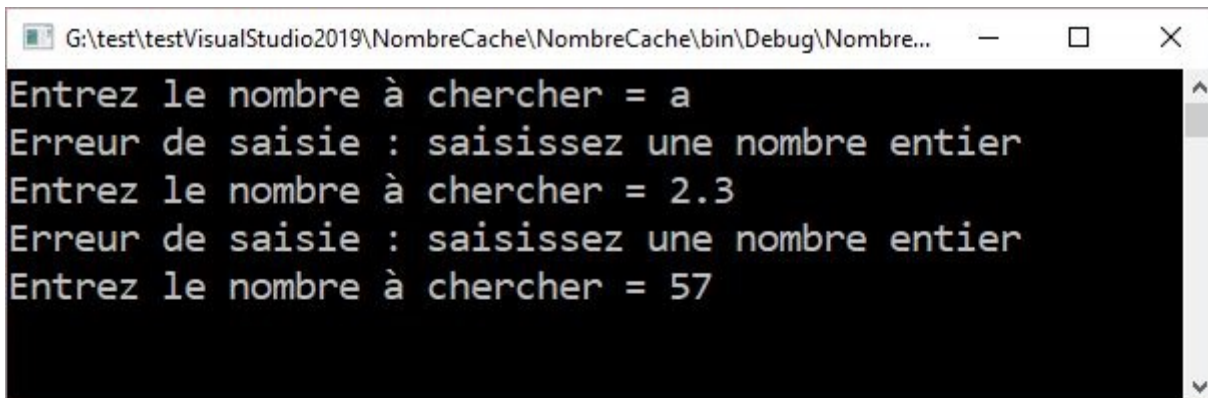 G:\test\testVisualStudio2019\NombreCache\NombreCache\bin\Debug\Nombre...
Entrez le nombre à chercher = a
Erreur de saisie : saisissez une nombre entier
Entrez le nombre à chercher = 2.3
Erreur de saisie : saisissez une nombre entier
Entrez le nombre à chercher = 57